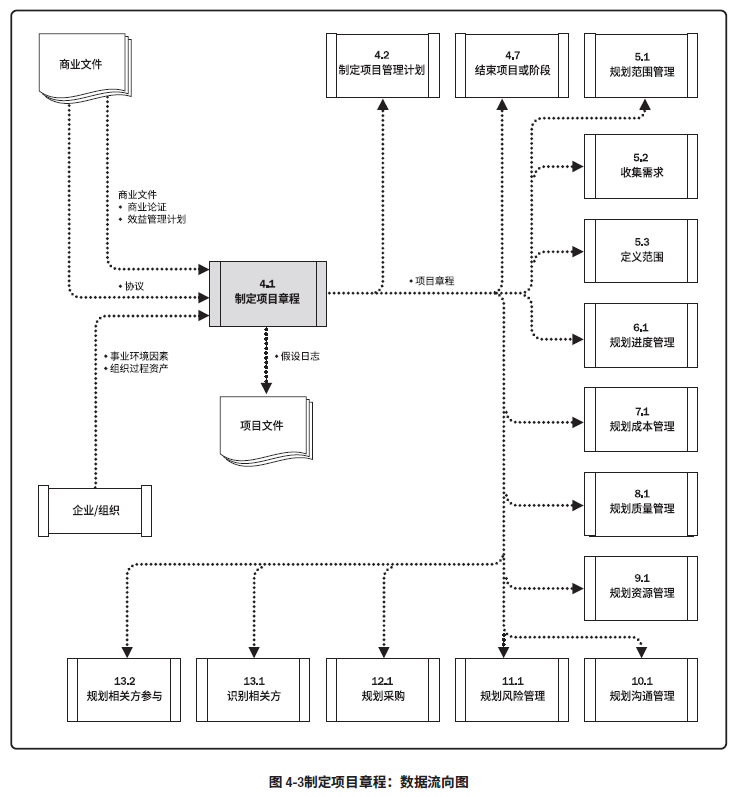 商业文件
4.2
制定项目管理计划
4.7
结束项目或阶段
5.1
规划范围管理
5.2
收集需求
商业文件
商业论证
效益管理计划
5.3
定义范围
协议
4.1
制定项目章程
项目章程
6.1
规划进度管理
事业环境因素
组织过程资产
假设日志
项目文件
7.1
规划成本管理
企业/组织
8.1
规划质量管理
9.1
规划资源管理
13.2
规划相关方参与
13.1
识别相关方
12.1
规划采购
11.1
规划风险管理
10.1
规划沟通管理
图 4-3制定项目章程：数据流向图